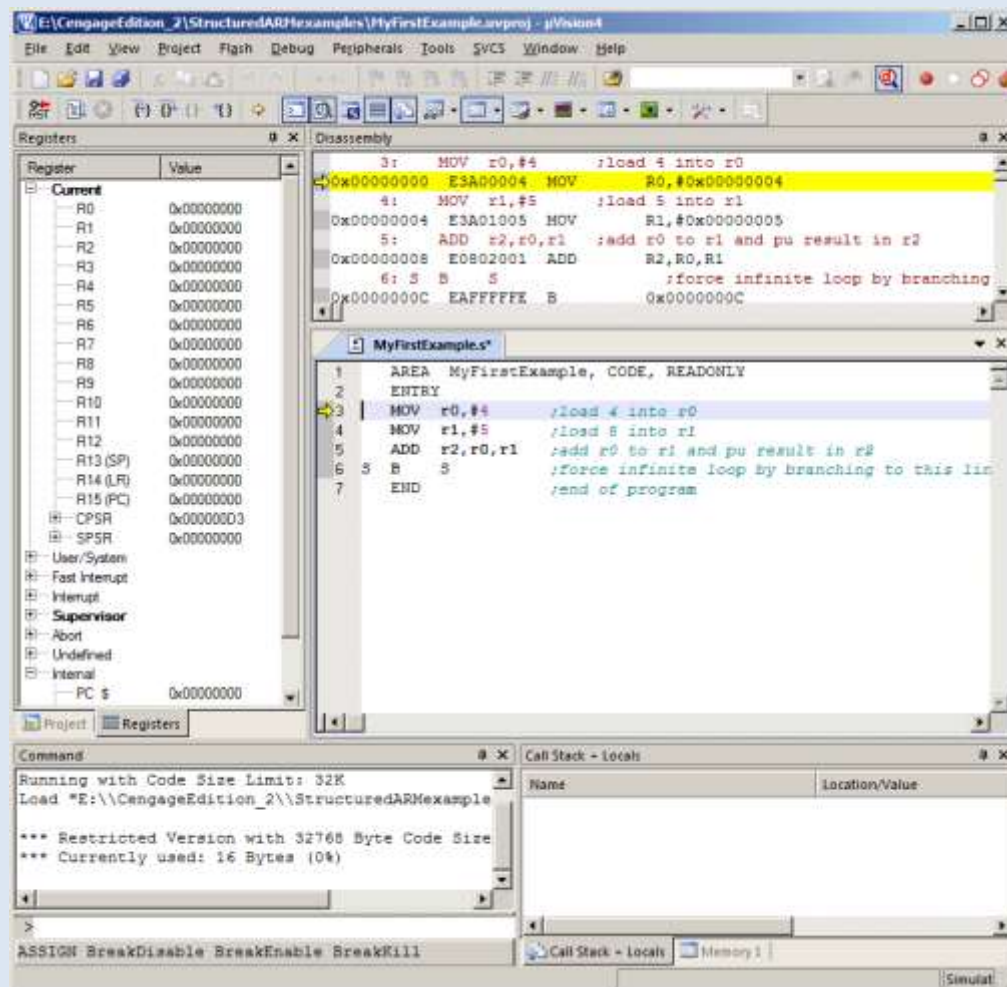 E:\CengageEdition_2\StructuredARMexamples\MyFirstExample.uvproj - µVision4
File Edit View Project Flash Debug Peripherals Tools SVCS Window Help
Registers
Register Value
Current
R0 0x00000000
R1 0x00000000
R2 0x00000000
R3 0x00000000
R4 0x00000000
R5 0x00000000
R6 0x00000000
R7 0x00000000
R8 0x00000000
R9 0x00000000
R10 0x00000000
R11 0x00000000
R12 0x00000000
R13 (SP) 0x00000000
R14 (LR) 0x00000000
R15 (PC) 0x00000000
CPSR 0x000000D3
SPSR 0x00000000
User/System
Fast Interrupt
Interrupt
Supervisor
Abort
Undefined
Internal
PC $ 0x00000000
Project Registers
Disassembly
3: MOV r0,#4 ;load 4 into r0
0x00000000 E3A00004 MOV R0,#0x00000004
4: MOV r1,#5 ;load 5 into r1
0x00000004 E3A01005 MOV R1,#0x00000005
5: ADD r2,r0,r1 ;add r0 to r1 and pu result in r2
0x00000008 E0802001 ADD R2,R0,R1
6: S B S ;force infinite loop by branching
0x0000000C EAFFFFFE B 0x0000000C
MyFirstExample.s*
1 AREA MyFirstExample, CODE, READONLY
2 ENTRY
3 MOV r0,#4 ;load 4 into r0
4 MOV r1,#5 ;load 5 into r1
5 ADD r2,r0,r1 ;add r0 to r1 and pu result in r2
6 S B S ;force infinite loop by branching to this lin
7 END ;end of program
Command
Running with Code Size Limit: 32K
Load "E:\\CengageEdition_2\\StructuredARMexample
*** Restricted Version with 32768 Byte Code Size
*** Currently used: 16 Bytes (0%)
>
ASSIGN BreakDisable BreakEnable BreakKill
Call Stack + Locals
Name Location/Value
Call Stack + Locals Memory 1
Simulat